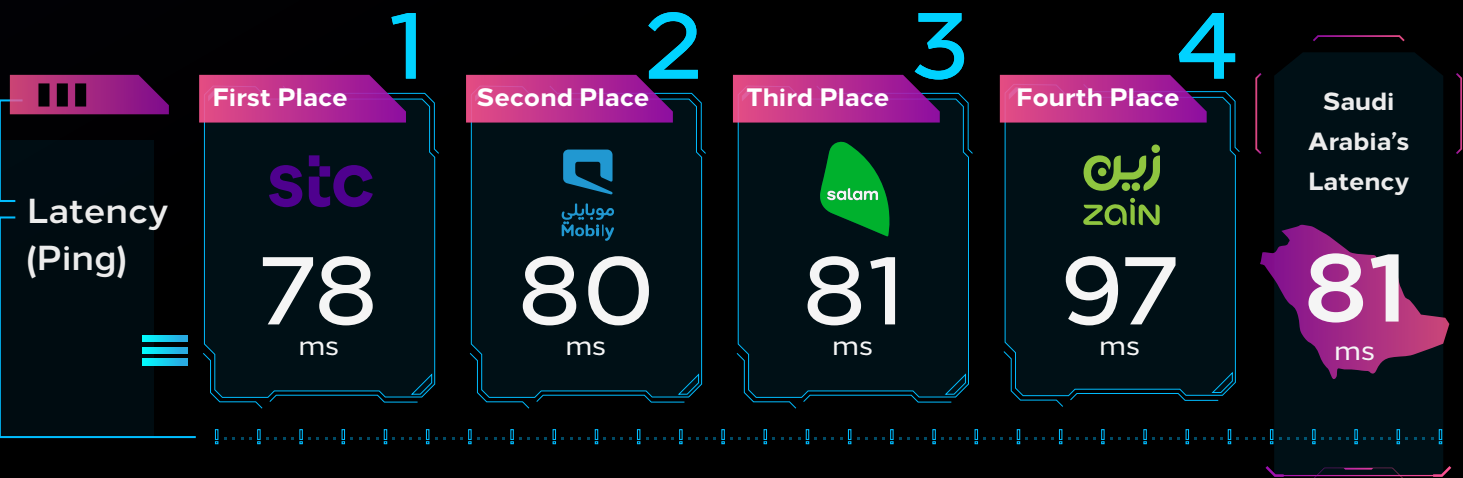 Latency
(Ping)
1
First Place
stc
78
ms
2
Second Place
موبايلي
Mobily
80
ms
3
Third Place
salam
81
ms
4
Fourth Place
زين
zain
97
ms
Saudi
Arabia's
Latency
81
ms